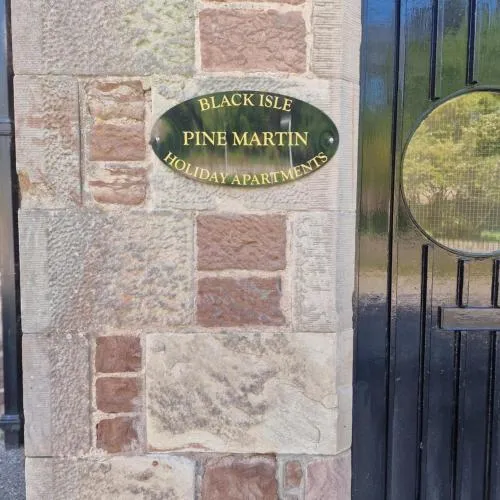 BLACK ISLE
PINE MARTIN
HOLIDAY APARTMENTS